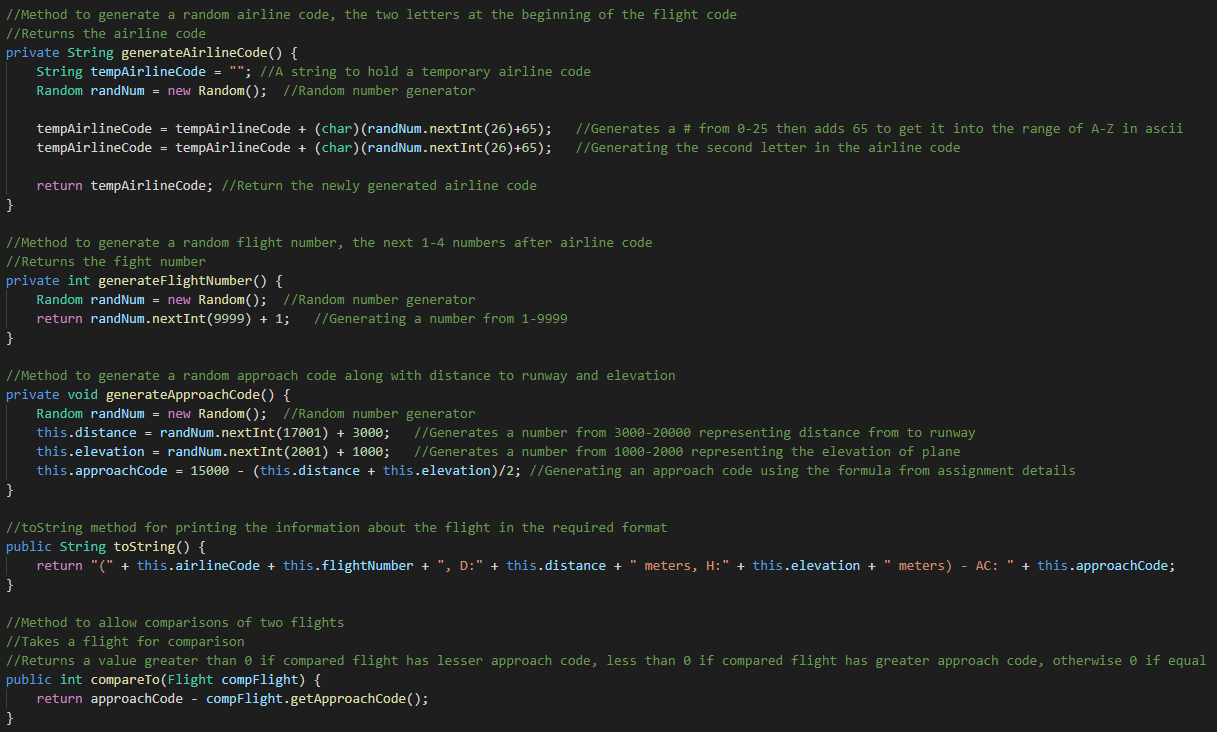 //Method to generate a random airline code, the two letters at the beginning of the flight code
//Returns the airline code
private String generateAirlineCode() {
    String tempAirlineCode = ""; //A string to hold a temporary airline code
    Random randNum = new Random();  //Random number generator

    tempAirlineCode = tempAirlineCode + (char)(randNum.nextInt(26)+65);   //Generates a # from 0-25 then adds 65 to get it into the range of A-Z in ascii
    tempAirlineCode = tempAirlineCode + (char)(randNum.nextInt(26)+65);   //Generating the second letter in the airline code

    return tempAirlineCode; //Return the newly generated airline code
}

//Method to generate a random flight number, the next 1-4 numbers after airline code
//Returns the fight number
private int generateFlightNumber() {
    Random randNum = new Random();  //Random number generator
    return randNum.nextInt(9999) + 1;   //Generating a number from 1-9999
}

//Method to generate a random approach code along with distance to runway and elevation
private void generateApproachCode() {
    Random randNum = new Random();  //Random number generator
    this.distance = randNum.nextInt(17001) + 3000;   //Generates a number from 3000-20000 representing distance from to runway
    this.elevation = randNum.nextInt(2001) + 1000;   //Generates a number from 1000-2000 representing the elevation of plane
    this.approachCode = 15000 - (this.distance + this.elevation)/2; //Generating an approach code using the formula from assignment details
}

//toString method for printing the information about the flight in the required format
public String toString() {
    return "(" + this.airlineCode + this.flightNumber + ", D:" + this.distance + " meters, H:" + this.elevation + " meters) - AC: " + this.approachCode;
}

//Method to allow comparisons of two flights
//Takes a flight for comparison
//Returns a value greater than 0 if compared flight has lesser approach code, less than 0 if compared flight has greater approach code, otherwise 0 if equal
public int compareTo(Flight compFlight) {
    return approachCode - compFlight.getApproachCode();
}